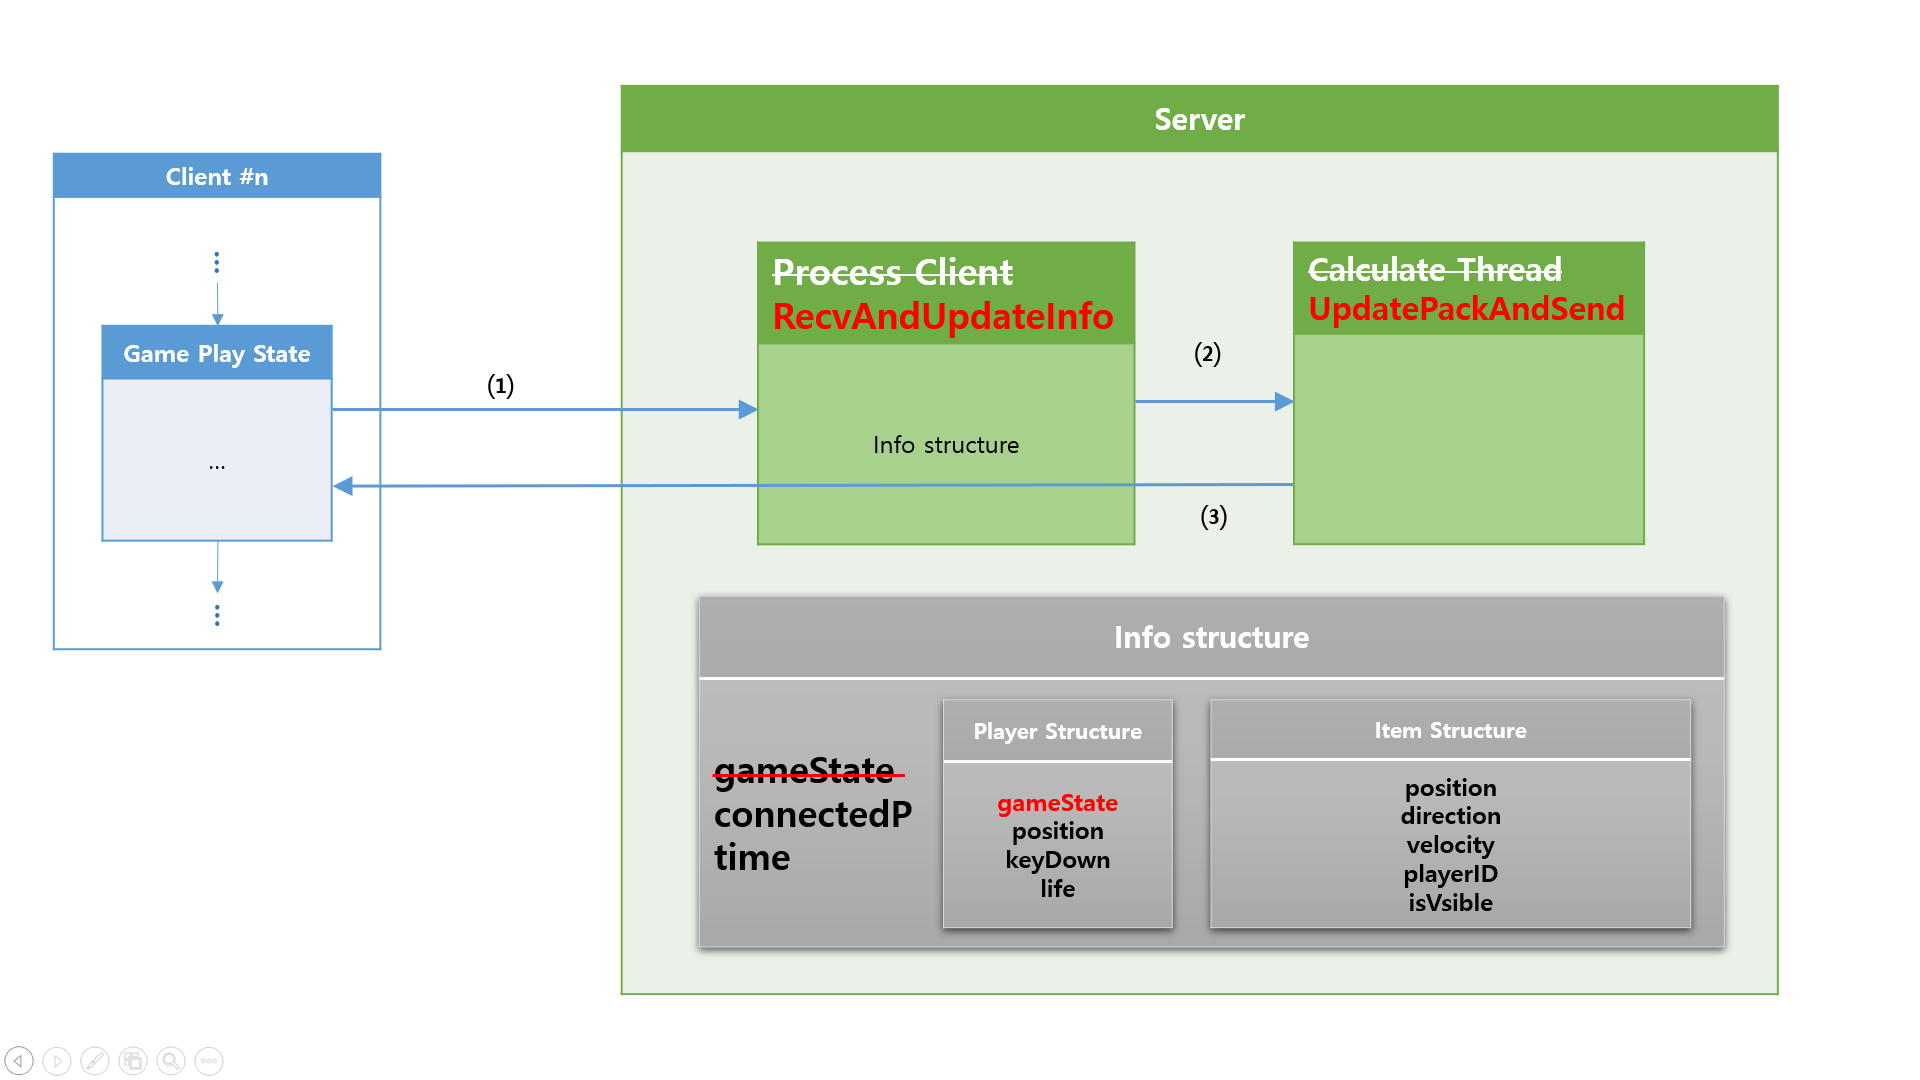 Server
Client #n
Game Play State
...
(1)
Process Client
RecvAndUpdateInfo
Info structure
(2)
Calculate Thread
UpdatePackAndSend
(3)
Info structure
gameState
connectedP
time
Player Structure
gameState
position
keyDown
life
Item Structure
position
direction
velocity
playerID
isVsible